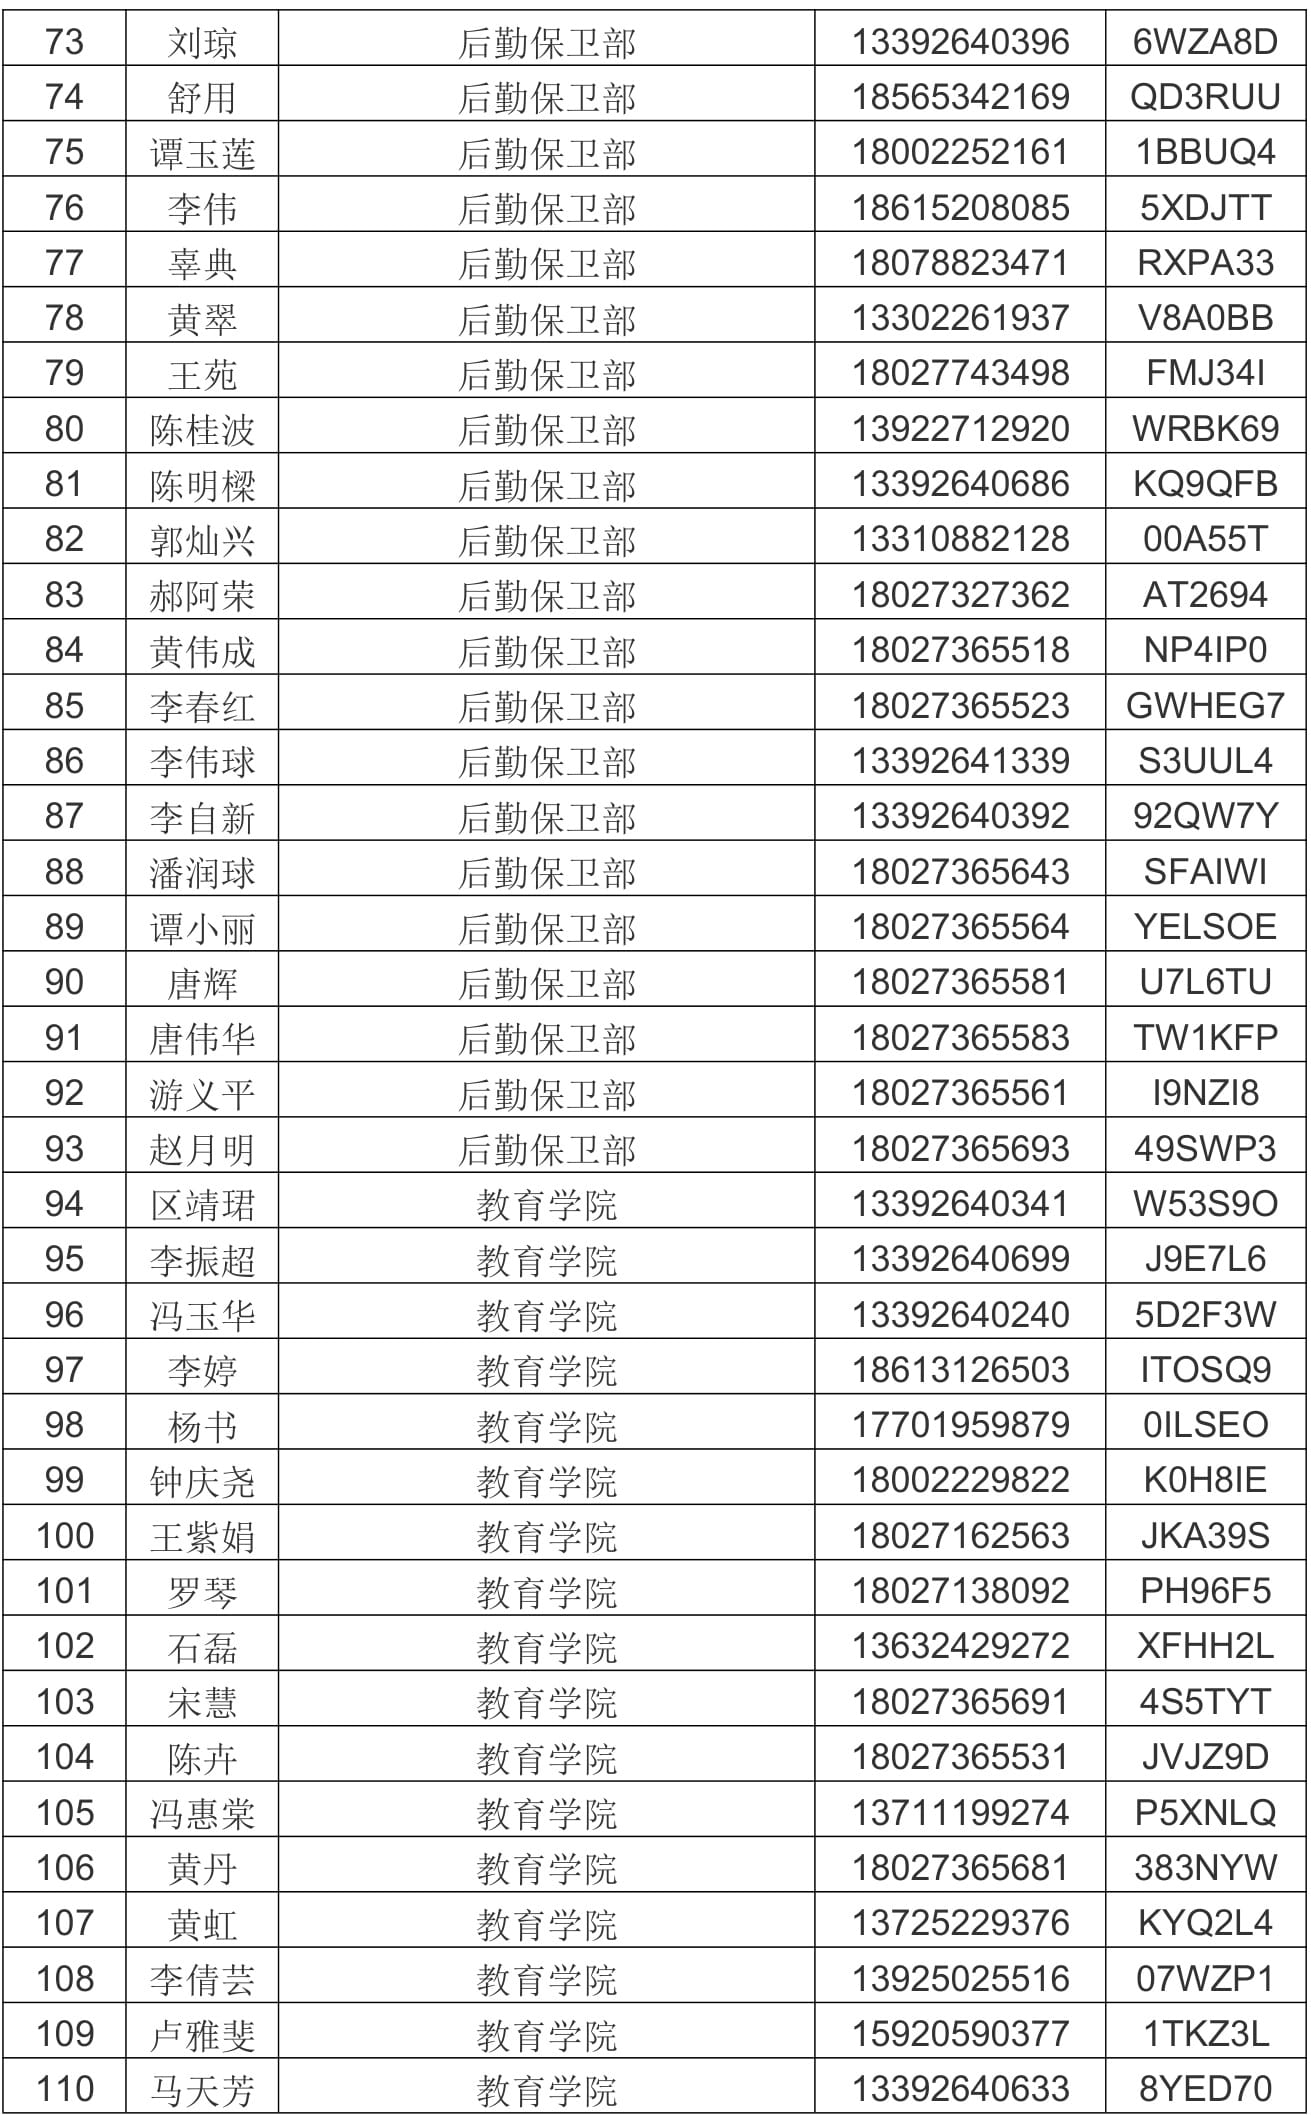 73 刘琼 后勤保卫部 13392640396 6WZA8D
74 舒用 后勤保卫部 18565342169 QD3RUU
75 谭玉莲 后勤保卫部 18002252161 1BBUQ4
76 李伟 后勤保卫部 18615208085 5XDJTT
77 辜典 后勤保卫部 18078823471 RXPA33
78 黄翠 后勤保卫部 13302261937 V8A0BB
79 王苑 后勤保卫部 18027743498 FMJ34I
80 陈桂波 后勤保卫部 13922712920 WRBK69
81 陈明樑 后勤保卫部 13392640686 KQ9QFB
82 郭灿兴 后勤保卫部 13310882128 00A55T
83 郝阿荣 后勤保卫部 18027327362 AT2694
84 黄伟成 后勤保卫部 18027365518 NP4IP0
85 李春红 后勤保卫部 18027365523 GWHEG7
86 李伟球 后勤保卫部 13392641339 S3UUL4
87 李自新 后勤保卫部 13392640392 92QW7Y
88 潘润球 后勤保卫部 18027365643 SFAIWI
89 谭小丽 后勤保卫部 18027365564 YELSOE
90 唐辉 后勤保卫部 18027365581 U7L6TU
91 唐伟华 后勤保卫部 18027365583 TW1KFP
92 游义平 后勤保卫部 18027365561 I9NZI8
93 赵月明 后勤保卫部 18027365693 49SWP3
94 区靖珺 教育学院 13392640341 W53S9O
95 李振超 教育学院 13392640699 J9E7L6
96 冯玉华 教育学院 13392640240 5D2F3W
97 李婷 教育学院 18613126503 ITOSQ9
98 杨书 教育学院 17701959879 0ILSEO
99 钟庆尧 教育学院 18002229822 K0H8IE
100 王紫娟 教育学院 18027162563 JKA39S
101 罗琴 教育学院 18027138092 PH96F5
102 石磊 教育学院 13632429272 XFHH2L
103 宋慧 教育学院 18027365691 4S5TYT
104 陈卉 教育学院 18027365531 JVJZ9D
105 冯惠棠 教育学院 13711199274 P5XNLQ
106 黄丹 教育学院 18027365681 383NYW
107 黄虹 教育学院 13725229376 KYQ2L4
108 李倩芸 教育学院 13925025516 07WZP1
109 卢雅斐 教育学院 15920590377 1TKZ3L
110 马天芳 教育学院 13392640633 8YED70